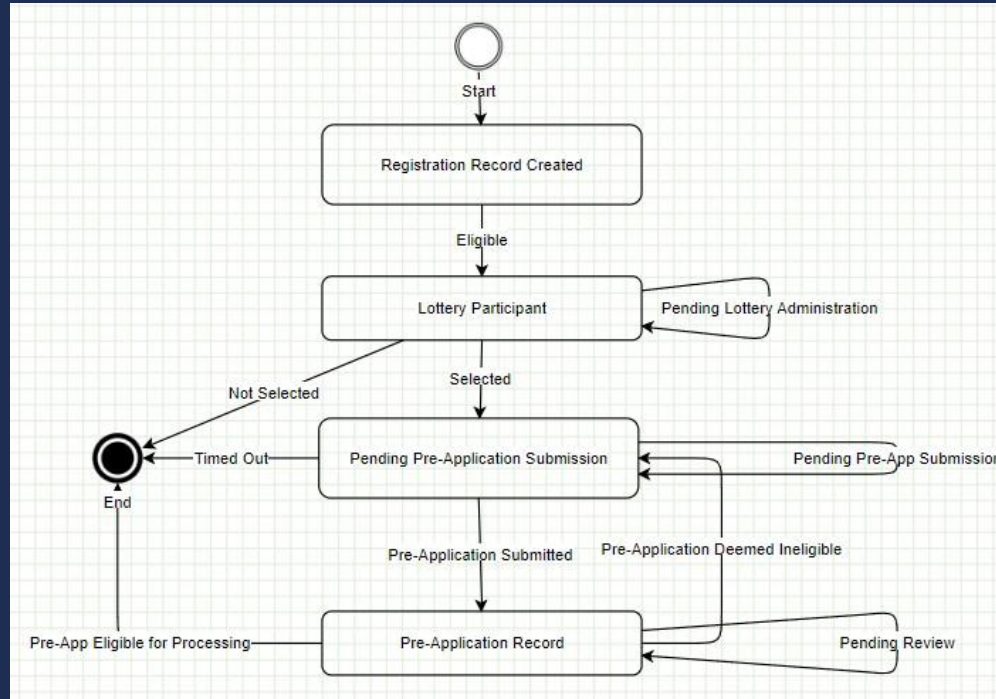 Start
Registration Record Created
Eligible
Lottery Participant
Pending Lottery Administration
Selected
Not Selected
Timed Out
Pending Pre-Application Submission
Pending Pre-App Submission
End
Pre-Application Submitted
Pre-Application Deemed Ineligible
Pre-App Eligible for Processing
Pre-Application Record
Pending Review